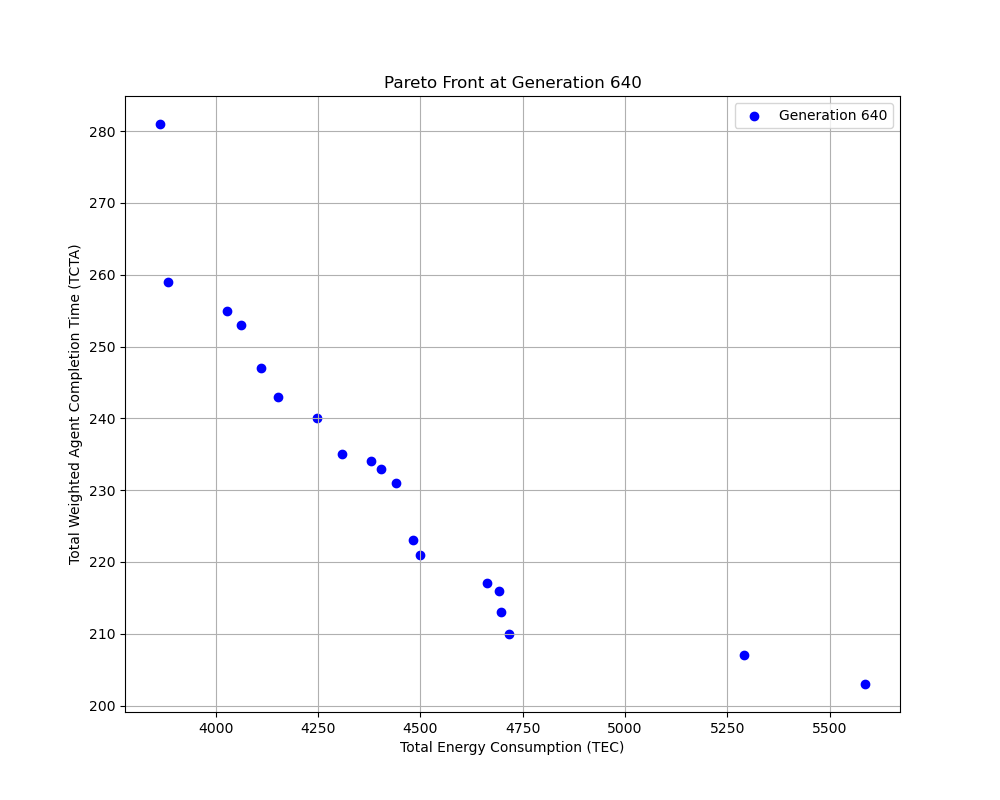 Pareto Front at Generation 640
Generation 640
280
270
260
250
240
230
220
210
200
Total Weighted Agent Completion Time (TCTA)
4000 4250 4500 4750 5000 5250 5500
Total Energy Consumption (TEC)